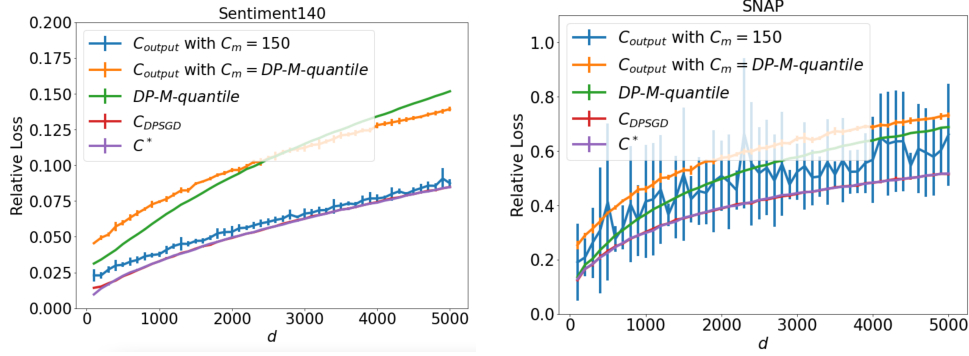 Sentiment140
0.200
0.175
0.150
0.125
0.100
0.075
0.050
0.025
0.000
Relative Loss
C_output with C_m = 150
C_output with C_m = DP-M-quantile
DP-M-quantile
C_DPSGD
C*
0 1000 2000 3000 4000 5000
d
SNAP
1.0
0.8
0.6
0.4
0.2
0.0
Relative Loss
C_output with C_m = 150
C_output with C_m = DP-M-quantile
DP-M-quantile
C_DPSGD
C*
0 1000 2000 3000 4000 5000
d